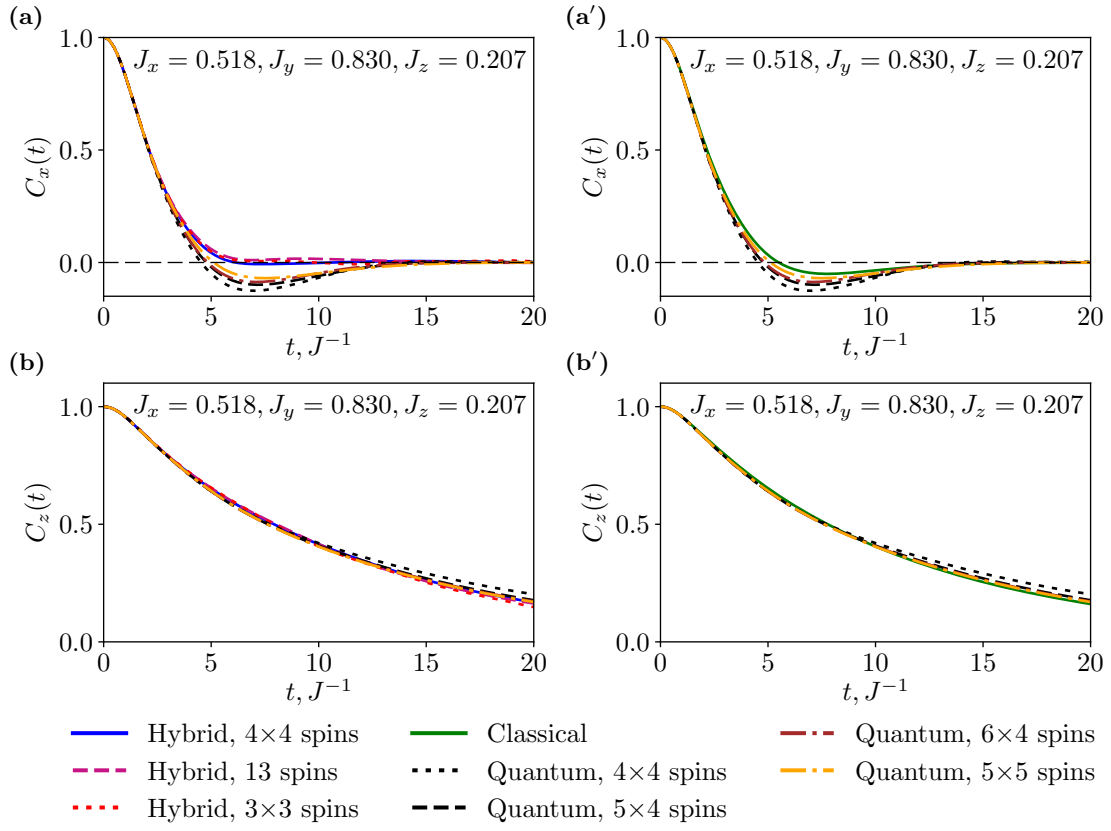 (a)
(a′)
J_x = 0.518, J_y = 0.830, J_z = 0.207
J_x = 0.518, J_y = 0.830, J_z = 0.207
C_x(t)
C_x(t)
1.0
0.5
0.0
1.0
0.5
0.0
0 5 10 15 20
0 5 10 15 20
t, J⁻¹
t, J⁻¹
(b)
(b′)
J_x = 0.518, J_y = 0.830, J_z = 0.207
J_x = 0.518, J_y = 0.830, J_z = 0.207
C_z(t)
C_z(t)
1.0
0.5
0.0
1.0
0.5
0.0
0 5 10 15 20
0 5 10 15 20
t, J⁻¹
t, J⁻¹
Hybrid, 4×4 spins
Hybrid, 13 spins
Hybrid, 3×3 spins
Classical
Quantum, 4×4 spins
Quantum, 5×4 spins
Quantum, 6×4 spins
Quantum, 5×5 spins